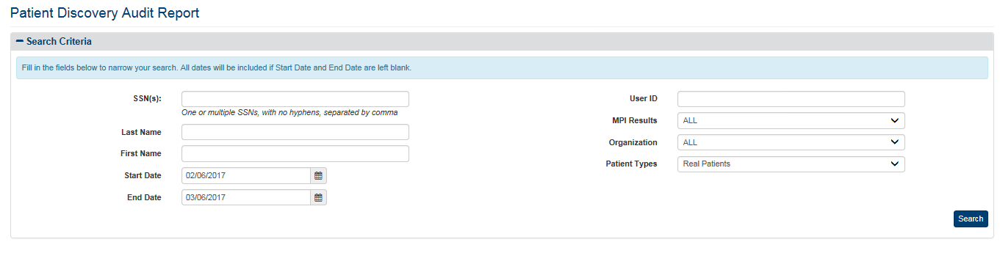 Patient Discovery Audit Report
Search Criteria
Fill in the fields below to narrow your search. All dates will be included if Start Date and End Date are left blank.
SSN(s):
One or multiple SSNs, with no hyphens, separated by comma
Last Name
First Name
Start Date 02/06/2017
End Date 03/06/2017
User ID
MPI Results ALL
Organization ALL
Patient Types Real Patients
Search